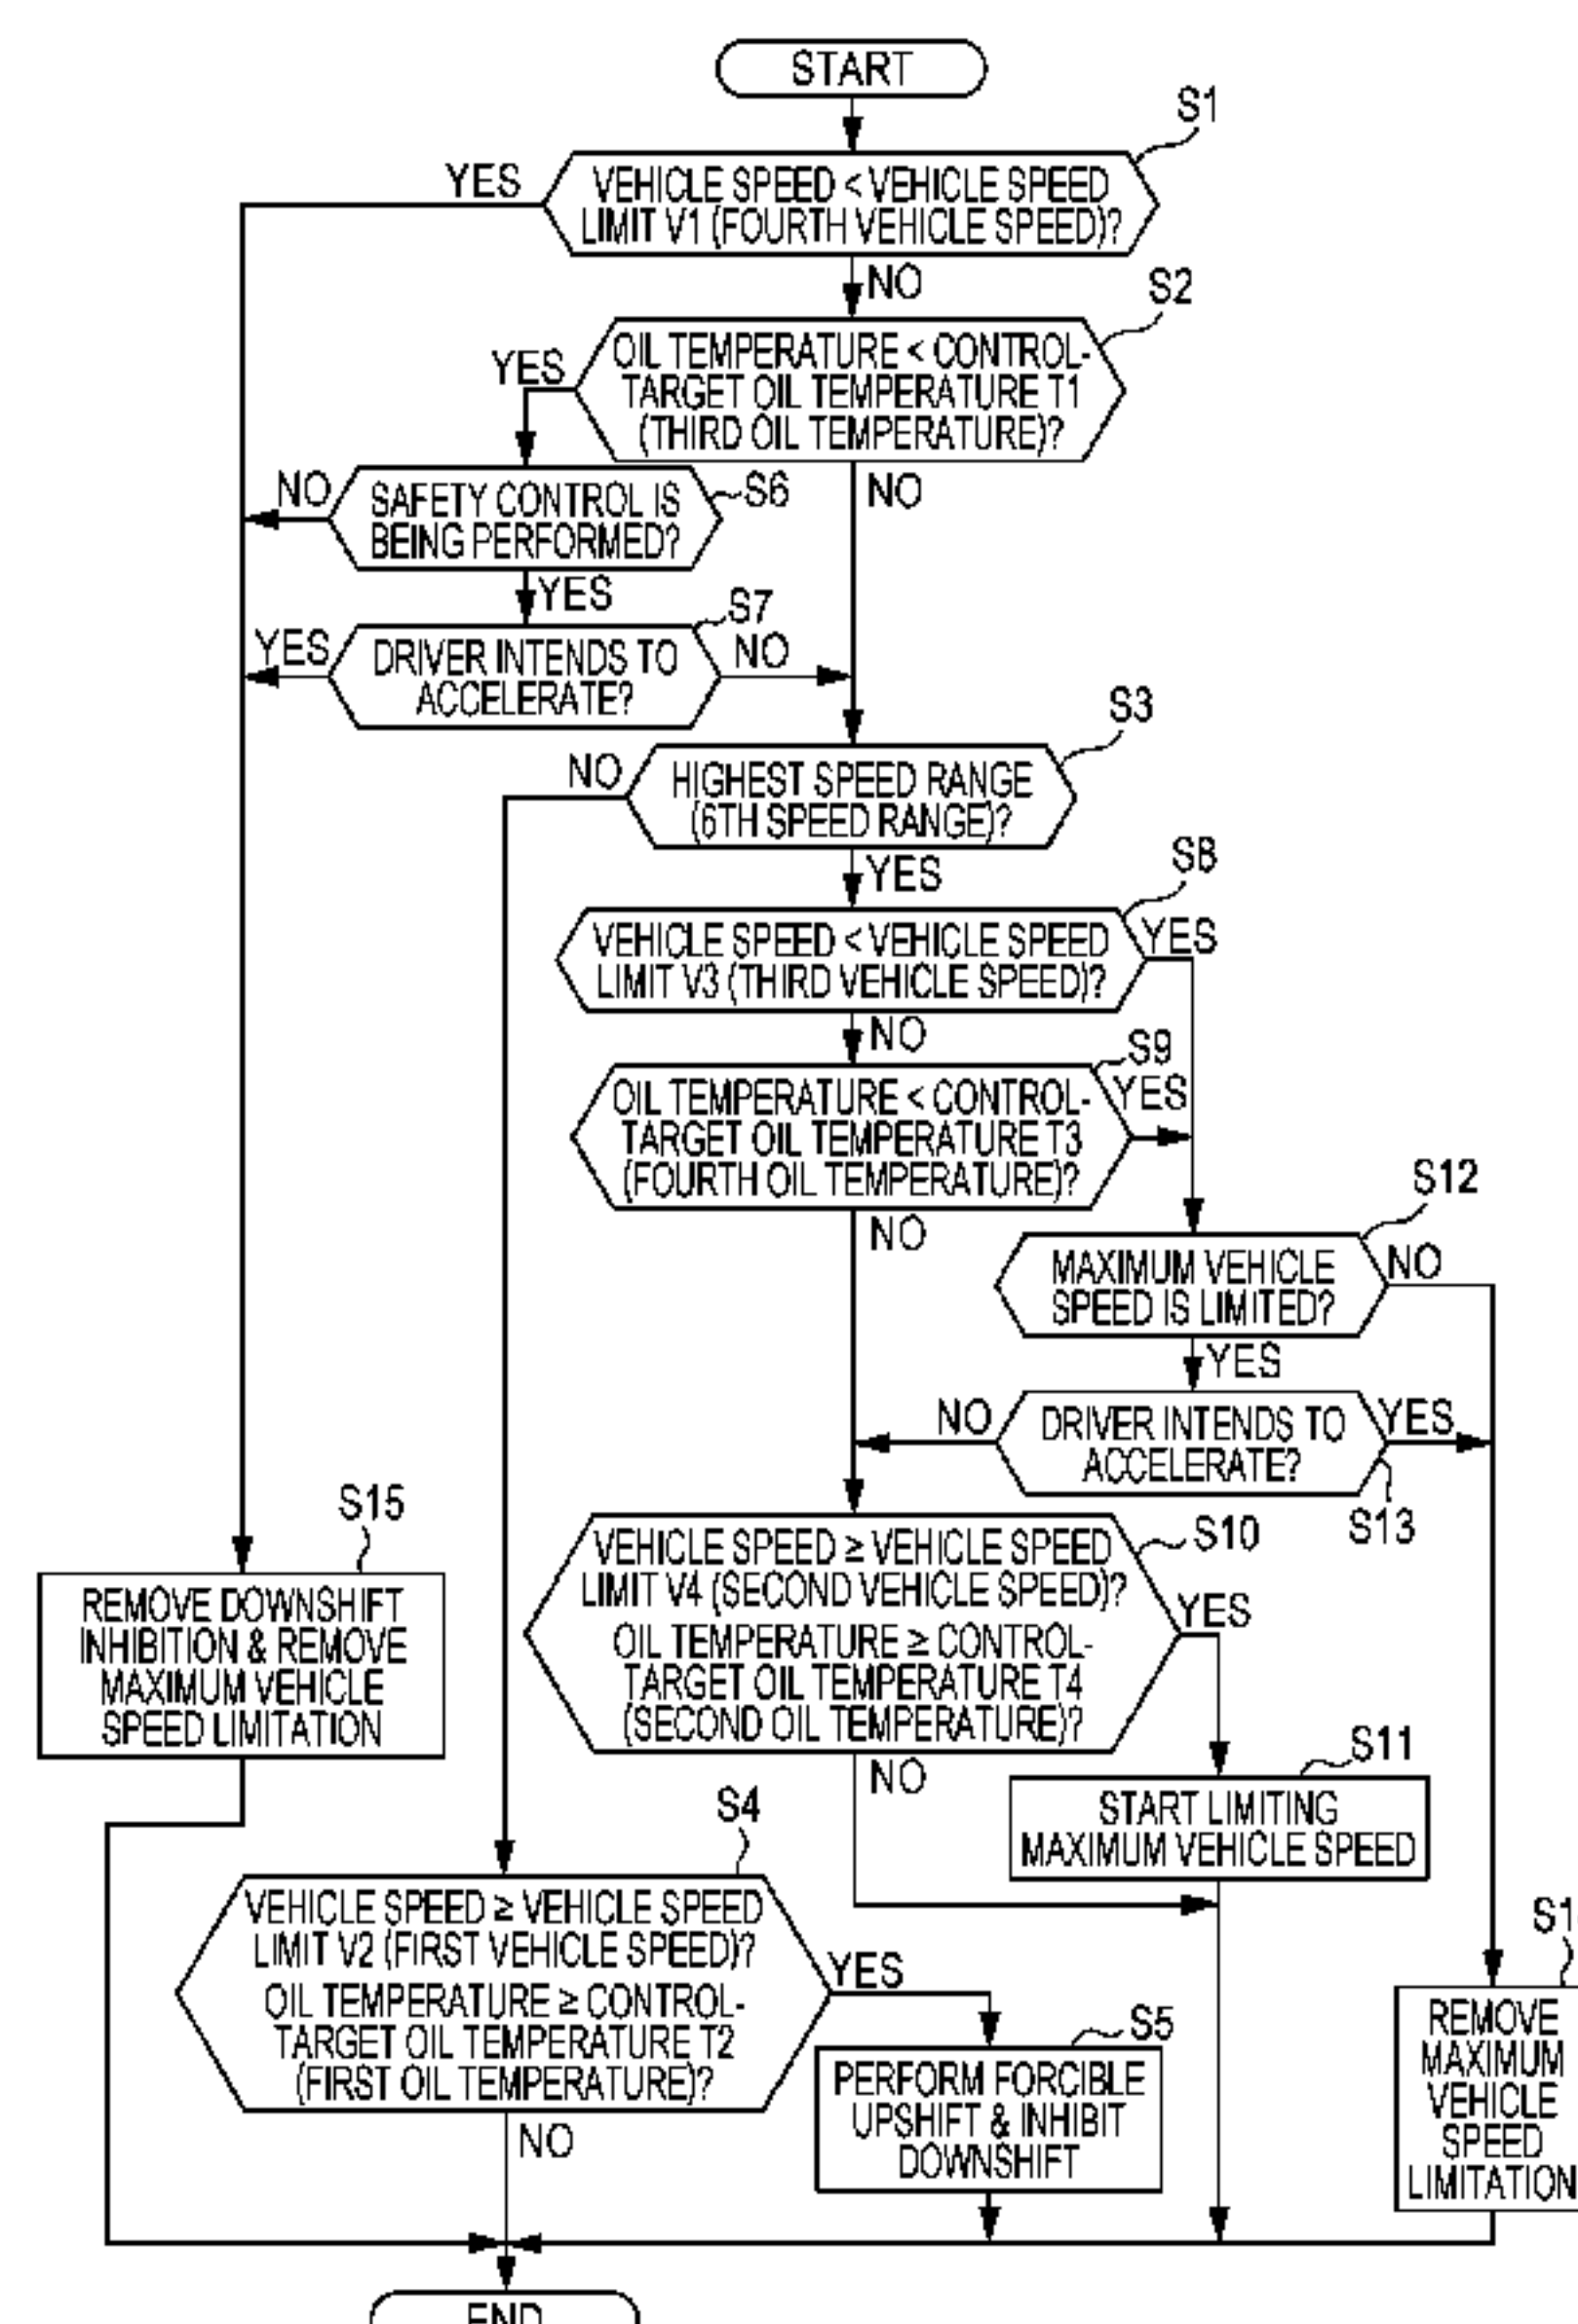 START
S1
YES
VEHICLE SPEED < VEHICLE SPEED
LIMIT V1 (FOURTH VEHICLE SPEED)?
NO
S2
YES
OIL TEMPERATURE < CONTROL-
TARGET OIL TEMPERATURE T1
(THIRD OIL TEMPERATURE)?
NO
NO
SAFETY CONTROL IS
BEING PERFORMED?
S6
YES
S7
YES
DRIVER INTENDS TO
ACCELERATE?
NO
S3
NO
HIGHEST SPEED RANGE
(6TH SPEED RANGE)?
YES
S8
VEHICLE SPEED < VEHICLE SPEED
LIMIT V3 (THIRD VEHICLE SPEED)?
YES
NO
S9
OIL TEMPERATURE < CONTROL-
TARGET OIL TEMPERATURE T3
(FOURTH OIL TEMPERATURE)?
YES
NO
S12
MAXIMUM VEHICLE
SPEED IS LIMITED?
NO
YES
NO
DRIVER INTENDS TO
ACCELERATE?
YES
S13
S15
REMOVE DOWNSHIFT
INHIBITION & REMOVE
MAXIMUM VEHICLE
SPEED LIMITATION
S10
VEHICLE SPEED ≥ VEHICLE SPEED
LIMIT V4 (SECOND VEHICLE SPEED)?
OIL TEMPERATURE ≥ CONTROL-
TARGET OIL TEMPERATURE T4
(SECOND OIL TEMPERATURE)?
YES
NO
S11
START LIMITING
MAXIMUM VEHICLE SPEED
S4
VEHICLE SPEED ≥ VEHICLE SPEED
LIMIT V2 (FIRST VEHICLE SPEED)?
OIL TEMPERATURE ≥ CONTROL-
TARGET OIL TEMPERATURE T2
(FIRST OIL TEMPERATURE)?
YES
NO
S5
PERFORM FORCIBLE
UPSHIFT & INHIBIT
DOWNSHIFT
REMOVE
MAXIMUM
VEHICLE
SPEED
LIMITATION
END